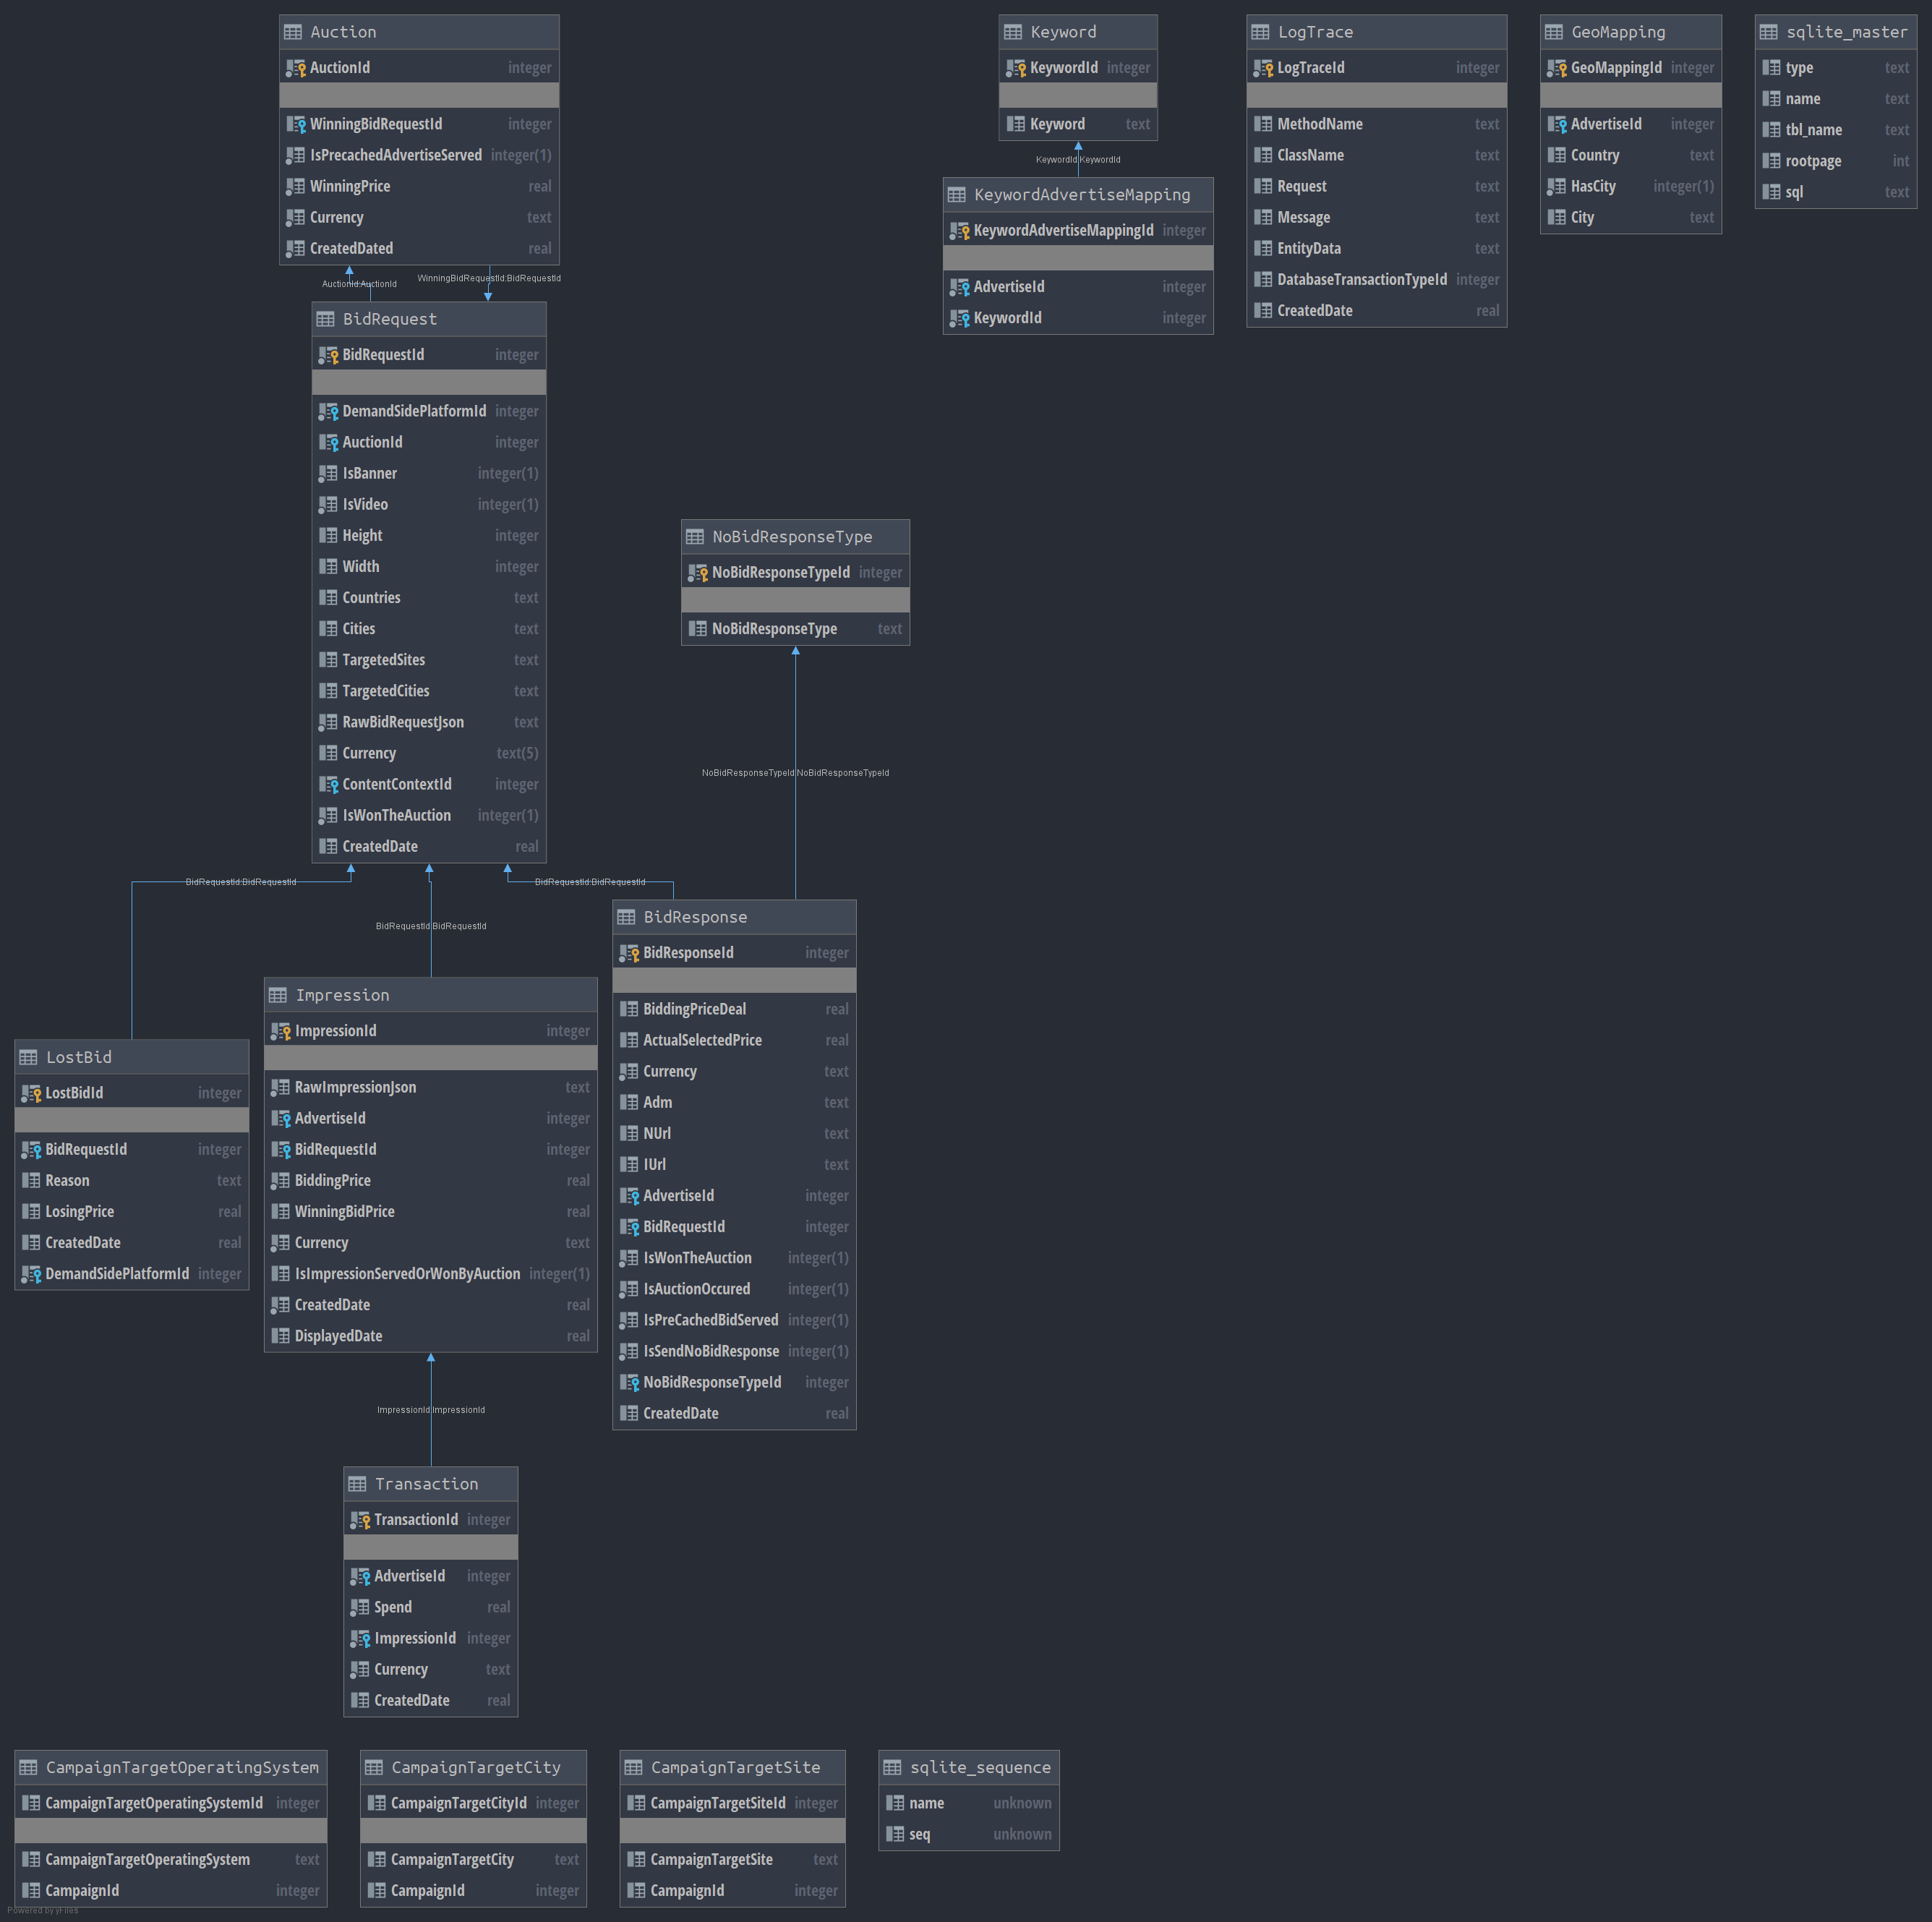 Auction
AuctionId integer
WinningBidRequestId integer
IsPrecachedAdvertiseServed integer(1)
WinningPrice real
Currency text
CreatedDated real
AuctionId:AuctionId
WinningBidRequestId:BidRequestId
BidRequest
BidRequestId integer
DemandSidePlatformId integer
AuctionId integer
IsBanner integer(1)
IsVideo integer(1)
Height integer
Width integer
Countries text
Cities text
TargetedSites text
TargetedCities text
RawBidRequestJson text
Currency text(5)
ContentContextId integer
IsWonTheAuction integer(1)
CreatedDate real
Keyword
KeywordId integer
Keyword text
KeywordId:KeywordId
KeywordAdvertiseMapping
KeywordAdvertiseMappingId integer
AdvertiseId integer
KeywordId integer
LogTrace
LogTraceId integer
MethodName text
ClassName text
Request text
Message text
EntityData text
DatabaseTransactionTypeId integer
CreatedDate real
GeoMapping
GeoMappingId integer
AdvertiseId integer
Country text
HasCity integer(1)
City text
sqlite_master
type text
name text
tbl_name text
rootpage int
sql text
NoBidResponseType
NoBidResponseTypeId integer
NoBidResponseType text
NoBidResponseTypeId:NoBidResponseTypeId
BidRequestId:BidRequestId
BidRequestId:BidRequestId
BidRequestId:BidRequestId
LostBid
LostBidId integer
BidRequestId integer
Reason text
LosingPrice real
CreatedDate real
DemandSidePlatformId integer
Impression
ImpressionId integer
RawImpressionJson text
AdvertiseId integer
BidRequestId integer
BiddingPrice real
WinningBidPrice real
Currency text
IsImpressionServedOrWonByAuction integer(1)
CreatedDate real
DisplayedDate real
BidResponse
BidResponseId integer
BiddingPriceDeal real
ActualSelectedPrice real
Currency text
Adm text
NUrl text
IUrl text
AdvertiseId integer
BidRequestId integer
IsWonTheAuction integer(1)
IsAuctionOccured integer(1)
IsPreCachedBidServed integer(1)
IsSendNoBidResponse integer(1)
NoBidResponseTypeId integer
CreatedDate real
ImpressionId:ImpressionId
Transaction
TransactionId integer
AdvertiseId integer
Spend real
ImpressionId integer
Currency text
CreatedDate real
CampaignTargetOperatingSystem
CampaignTargetOperatingSystemId integer
CampaignTargetOperatingSystem text
CampaignId integer
CampaignTargetCity
CampaignTargetCityId integer
CampaignTargetCity text
CampaignId integer
CampaignTargetSite
CampaignTargetSiteId integer
CampaignTargetSite text
CampaignId integer
sqlite_sequence
name unknown
seq unknown
Powered by yFiles